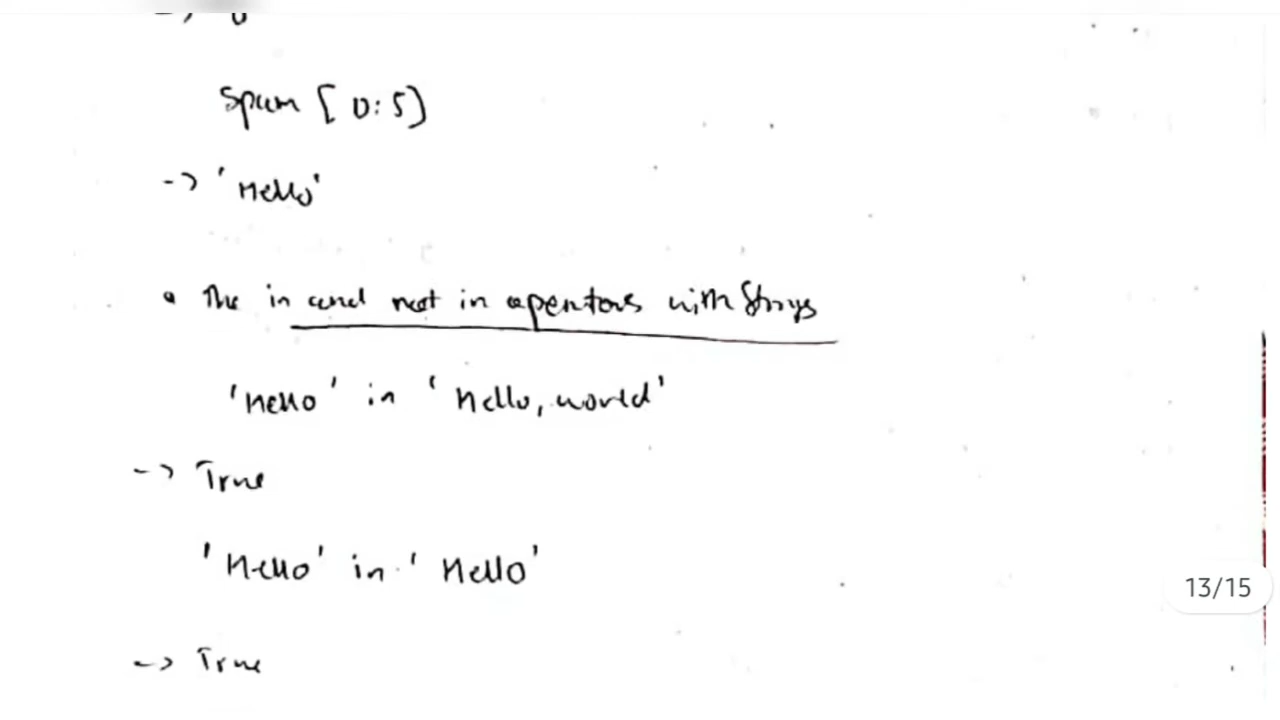 spam [0:5]
-> 'Hello'
• The in and not in operators with Strings
'Hello' in 'Hello, world'
-> True
'Hello' in 'Hello'
13/15
-> True